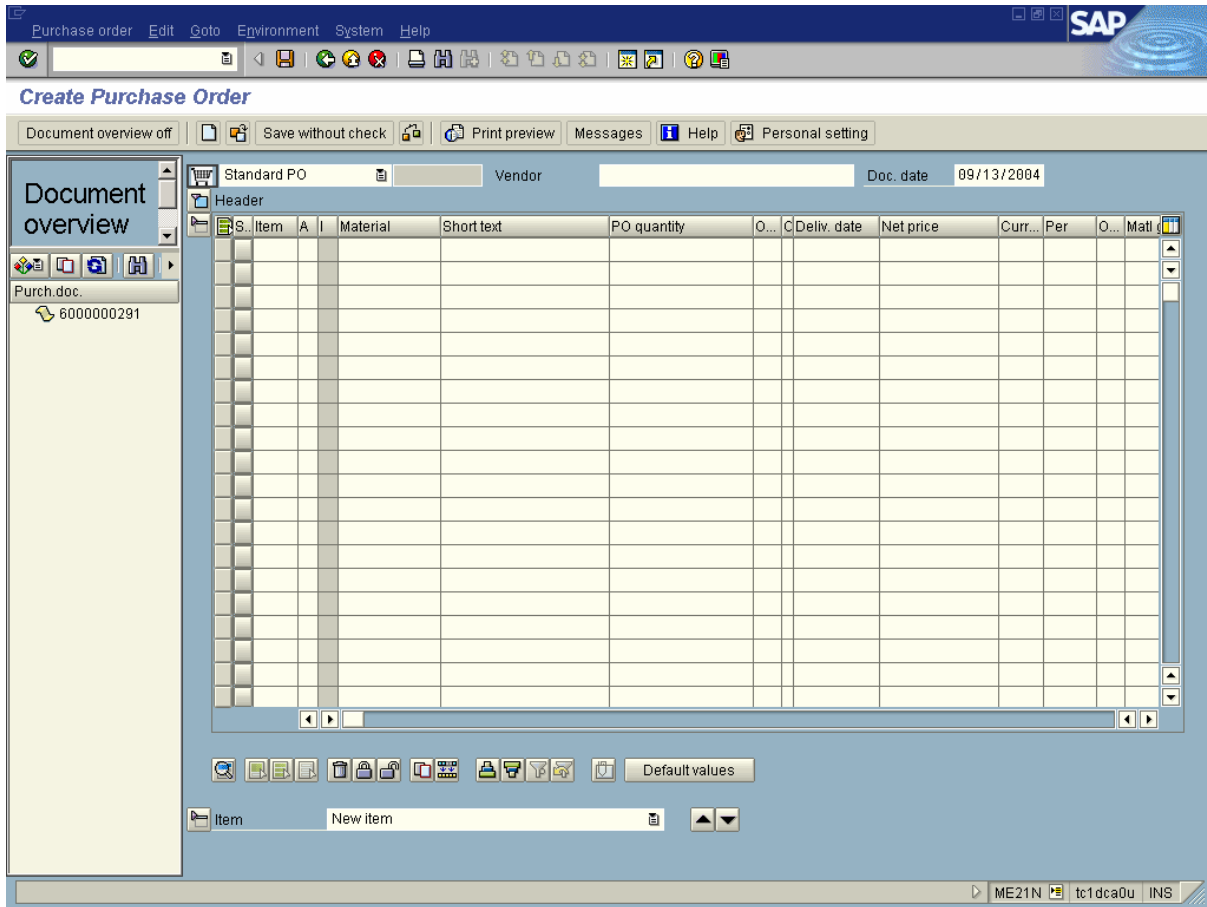 Purchase order Edit Goto Environment System Help
SAP
Create Purchase Order
Document overview off Save without check Print preview Messages Help Personal setting
Document overview
Standard PO Vendor Doc. date 09/13/2004
Header
S.. Item A I Material Short text PO quantity O... C Deliv. date Net price Curr... Per O... Matl g
Purch.doc.
6000000291
Default values
Item New item
ME21N tc1dca0u INS